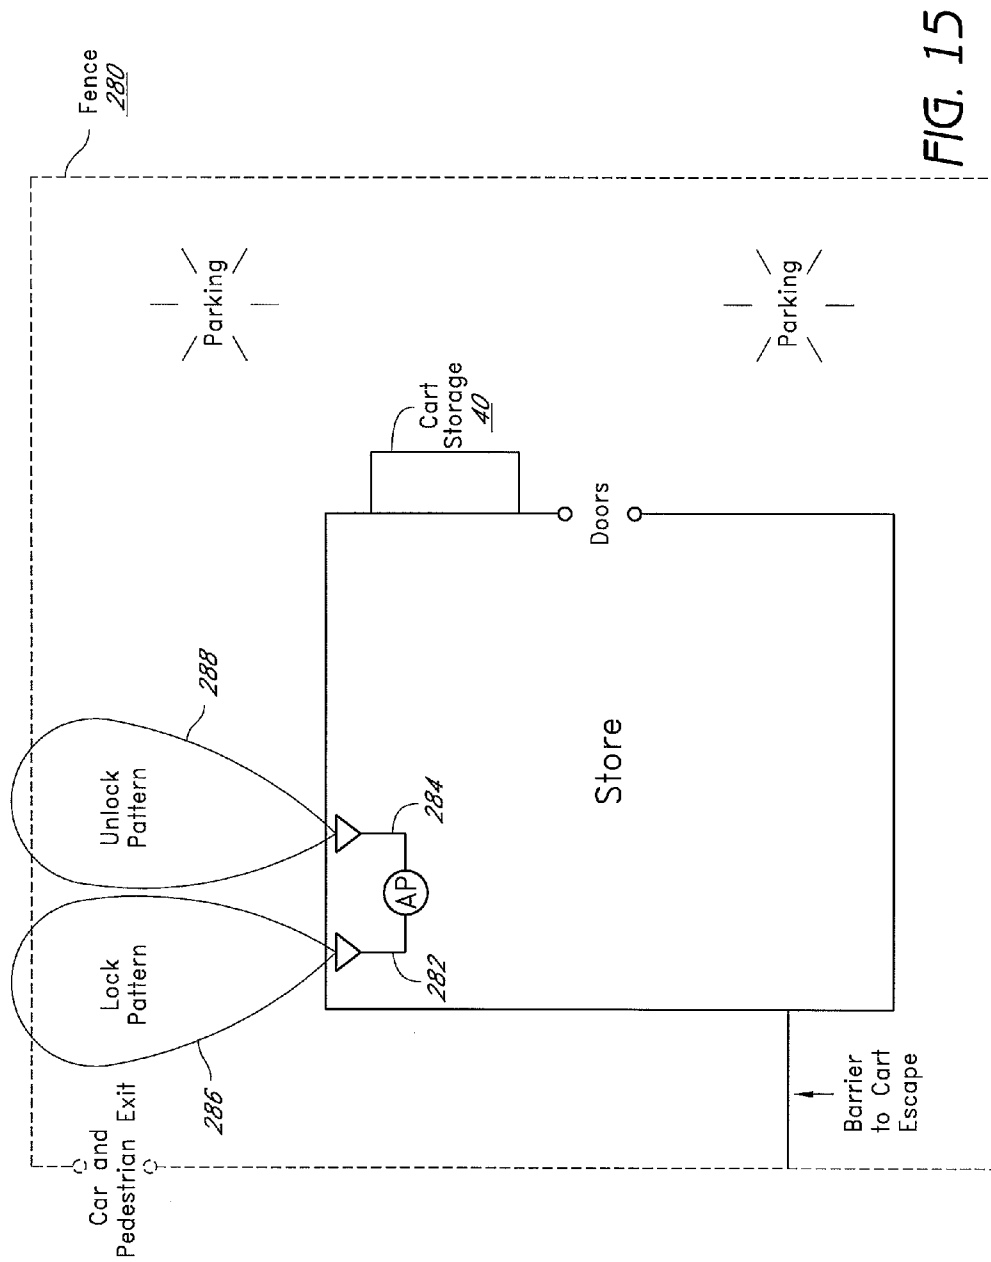 Car and
Pedestrian Exit
Lock
Pattern
286
Unlock
Pattern
288
Fence
280
Parking
282
AP
284
Cart
Storage
40
Store
Doors
Parking
Barrier
to Cart
Escape
FIG. 15